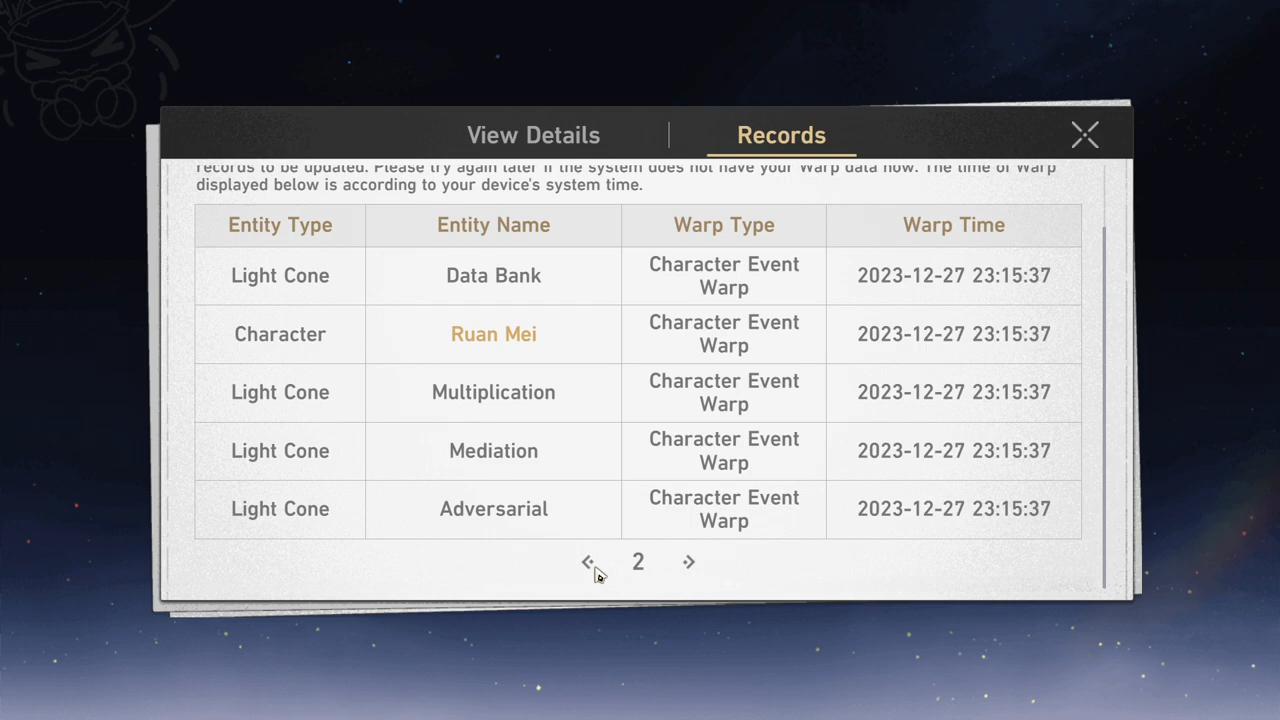 View Details
Records
records to be updated. Please try again later if the system does not have your Warp data now. The time of Warp
displayed below is according to your device's system time.
Entity Type Entity Name Warp Type Warp Time
Light Cone Data Bank Character Event Warp 2023-12-27 23:15:37
Character Ruan Mei Character Event Warp 2023-12-27 23:15:37
Light Cone Multiplication Character Event Warp 2023-12-27 23:15:37
Light Cone Mediation Character Event Warp 2023-12-27 23:15:37
Light Cone Adversarial Character Event Warp 2023-12-27 23:15:37
2